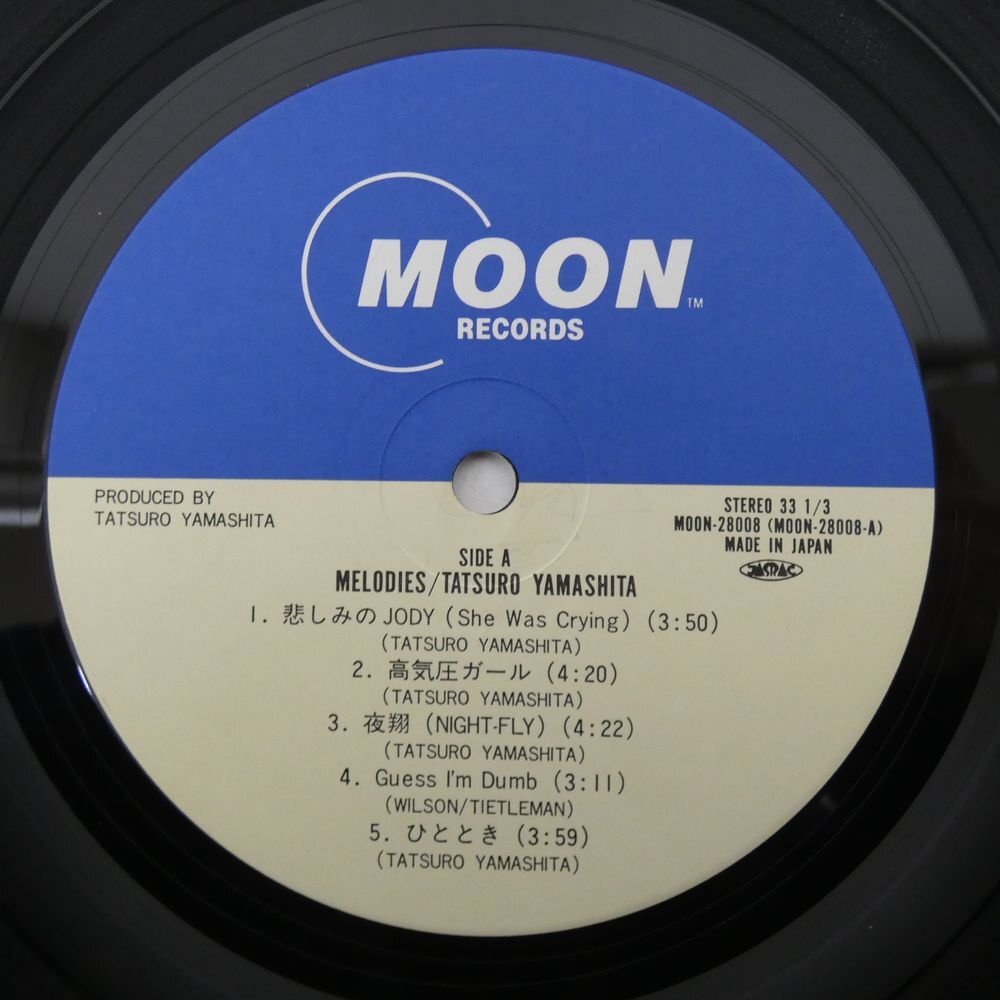 MOON TM
RECORDS
PRODUCED BY
TATSURO YAMASHITA
STEREO 33 1/3
MOON-28008 (MOON-28008-A)
MADE IN JAPAN
JASRAC
SIDE A
MELODIES/TATSURO YAMASHITA
1. 悲しみのJODY (She Was Crying) (3:50)
(TATSURO YAMASHITA)
2. 高気圧ガール (4:20)
(TATSURO YAMASHITA)
3. 夜翔 (NIGHT-FLY) (4:22)
(TATSURO YAMASHITA)
4. Guess I'm Dumb (3:11)
(WILSON/TIETLEMAN)
5. ひととき (3:59)
(TATSURO YAMASHITA)